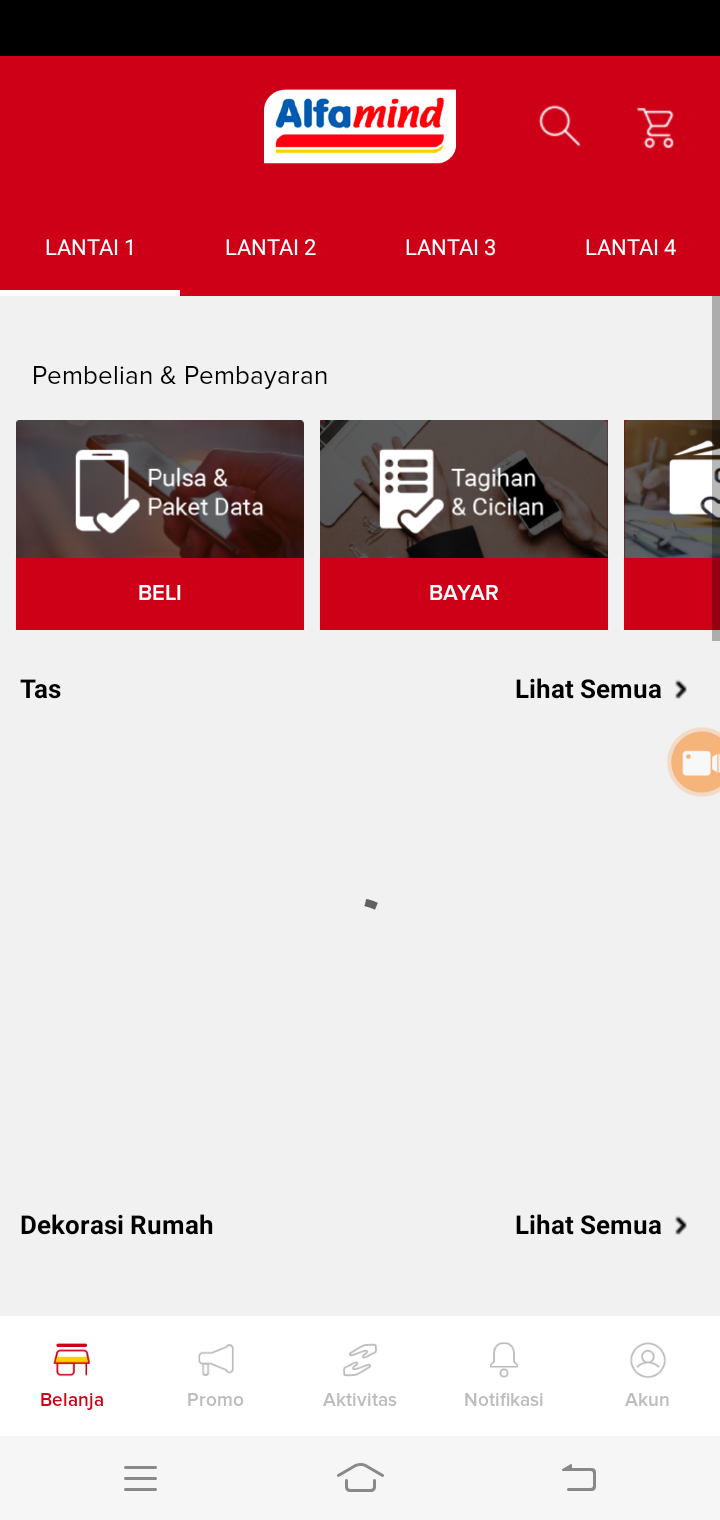 Alfamind
LANTAI 1
LANTAI 2
LANTAI 3
LANTAI 4
Pembelian & Pembayaran
Pulsa &
Paket Data
BELI
Tagihan
& Cicilan
BAYAR
Tas
Lihat Semua
Dekorasi Rumah
Lihat Semua
Belanja
Promo
Aktivitas
Notifikasi
Akun